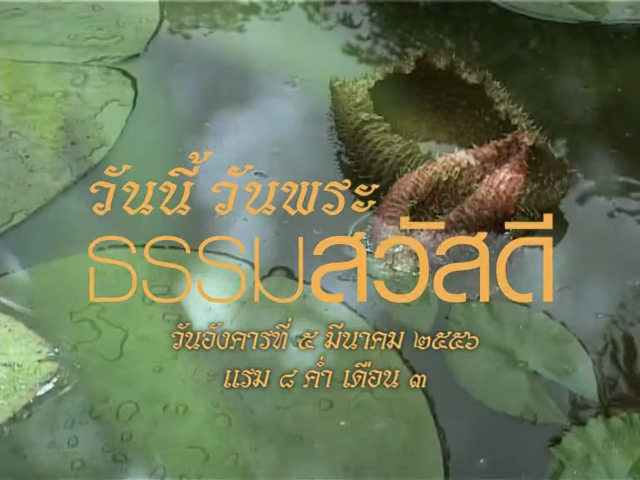 วันนี้ วันพระ
ธรรมสวัสดี
วันอังคารที่ ๕ มีนาคม ๒๕๕๖
แรม ๘ ค่ำ เดือน ๓